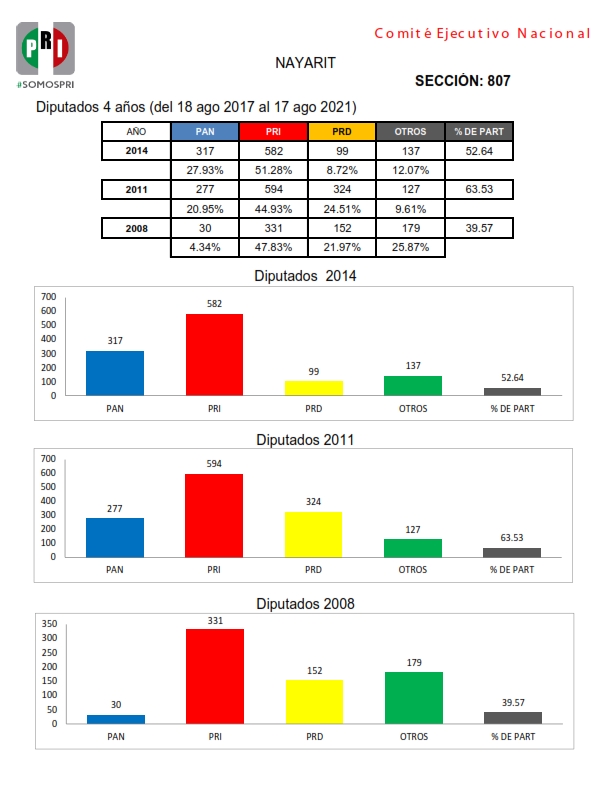 Comité Ejecutivo Nacional
PRI
#SOMOSPRI
NAYARIT
SECCIÓN: 807
Diputados 4 años (del 18 ago 2017 al 17 ago 2021)
AÑO PAN PRI PRD OTROS % DE PART
2014 317 582 99 137 52.64
27.93% 51.28% 8.72% 12.07%
2011 277 594 324 127 63.53
20.95% 44.93% 24.51% 9.61%
2008 30 331 152 179 39.57
4.34% 47.83% 21.97% 25.87%
Diputados 2014
700
600
500
400
300
200
100
0
317 582 99 137 52.64
PAN PRI PRD OTROS % DE PART
Diputados 2011
700
600
500
400
300
200
100
0
277 594 324 127 63.53
PAN PRI PRD OTROS % DE PART
Diputados 2008
350
300
250
200
150
100
50
0
30 331 152 179 39.57
PAN PRI PRD OTROS % DE PART